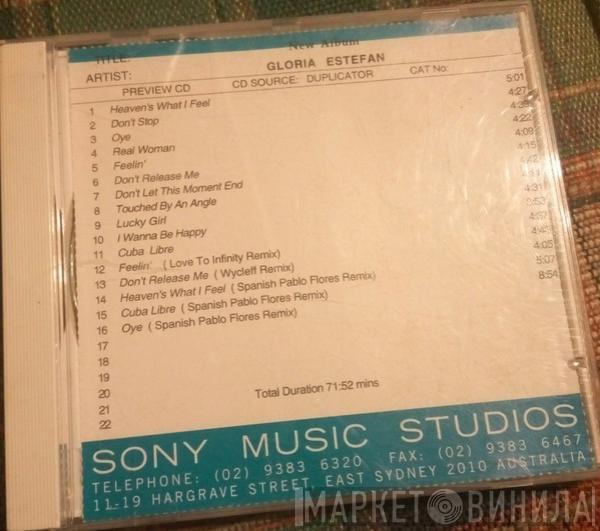 New Album
TITLE:
GLORIA ESTEFAN
ARTIST:
PREVIEW CD CD SOURCE: DUPLICATOR CAT No:
1 Heaven's What I Feel 5:01
2 Don't Stop 4:27
3 Oye
4 Real Woman 4:22
5 Feelin' 4:09
6 Don't Release Me 4:15
7 Don't Let This Moment End 4:42
8 Touched By An Angle 4:11
9 Lucky Girl 4:31
10 I Wanna Be Happy
11 Cuba Libre
12 Feelin' ( Love To Infinity Remix) 4:43
13 Don't Release Me ( Wycleff Remix) 4:05
14 Heaven's What I Feel ( Spanish Pablo Flores Remix) 5:07
15 Cuba Libre ( Spanish Pablo Flores Remix) 8:54
16 Oye ( Spanish Pablo Flores Remix)
17
18
19
20
21
22
Total Duration 71:52 mins
SONY MUSIC STUDIOS
TELEPHONE: (02) 9383 6320 FAX: (02) 9383 6467
11-19 HARGRAVE STREET, EAST SYDNEY 2010 AUSTRALIA
МАРКЕТ ВИНИЛА